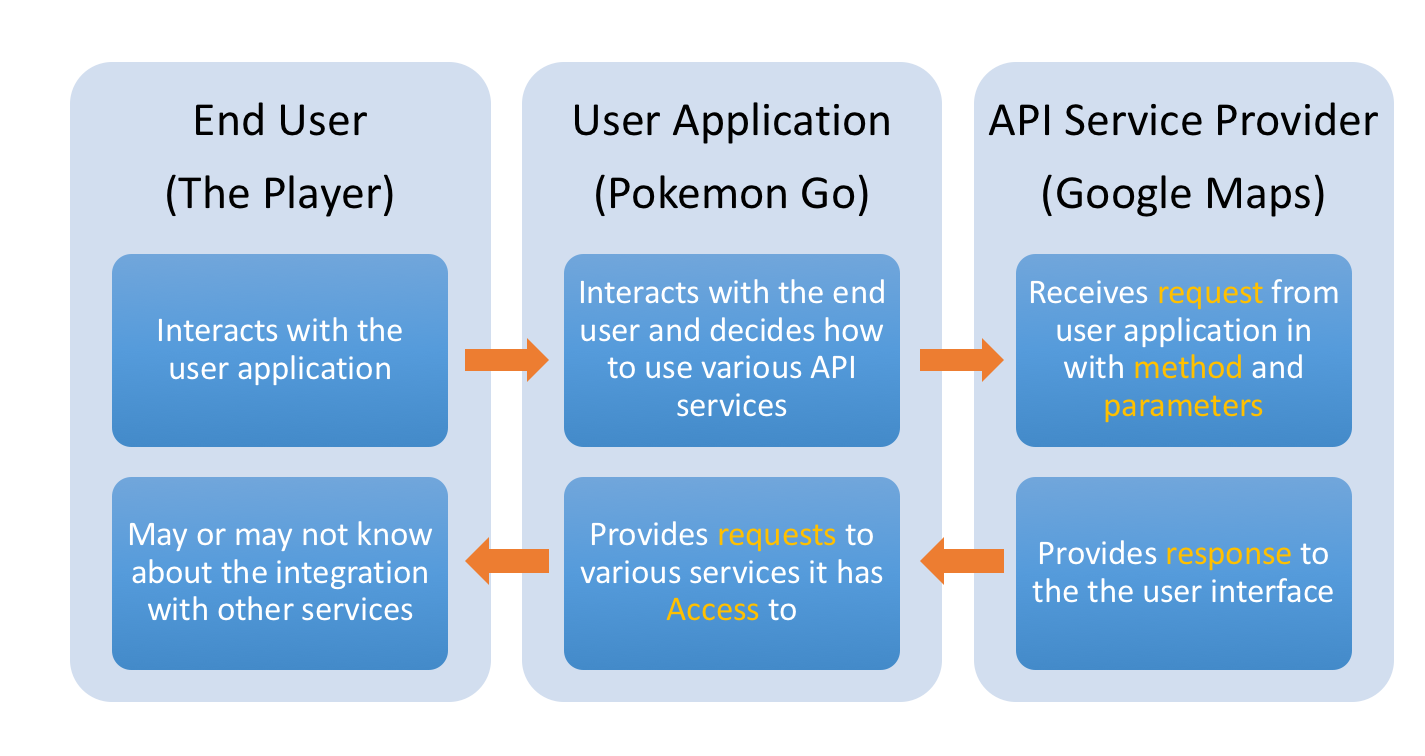 End User
(The Player)
Interacts with the
user application
May or may not know
about the integration
with other services
User Application
(Pokemon Go)
Interacts with the end
user and decides how
to use various API
services
Provides requests to
various services it has
Access to
API Service Provider
(Google Maps)
Receives request from
user application in
with method and
parameters
Provides response to
the the user interface